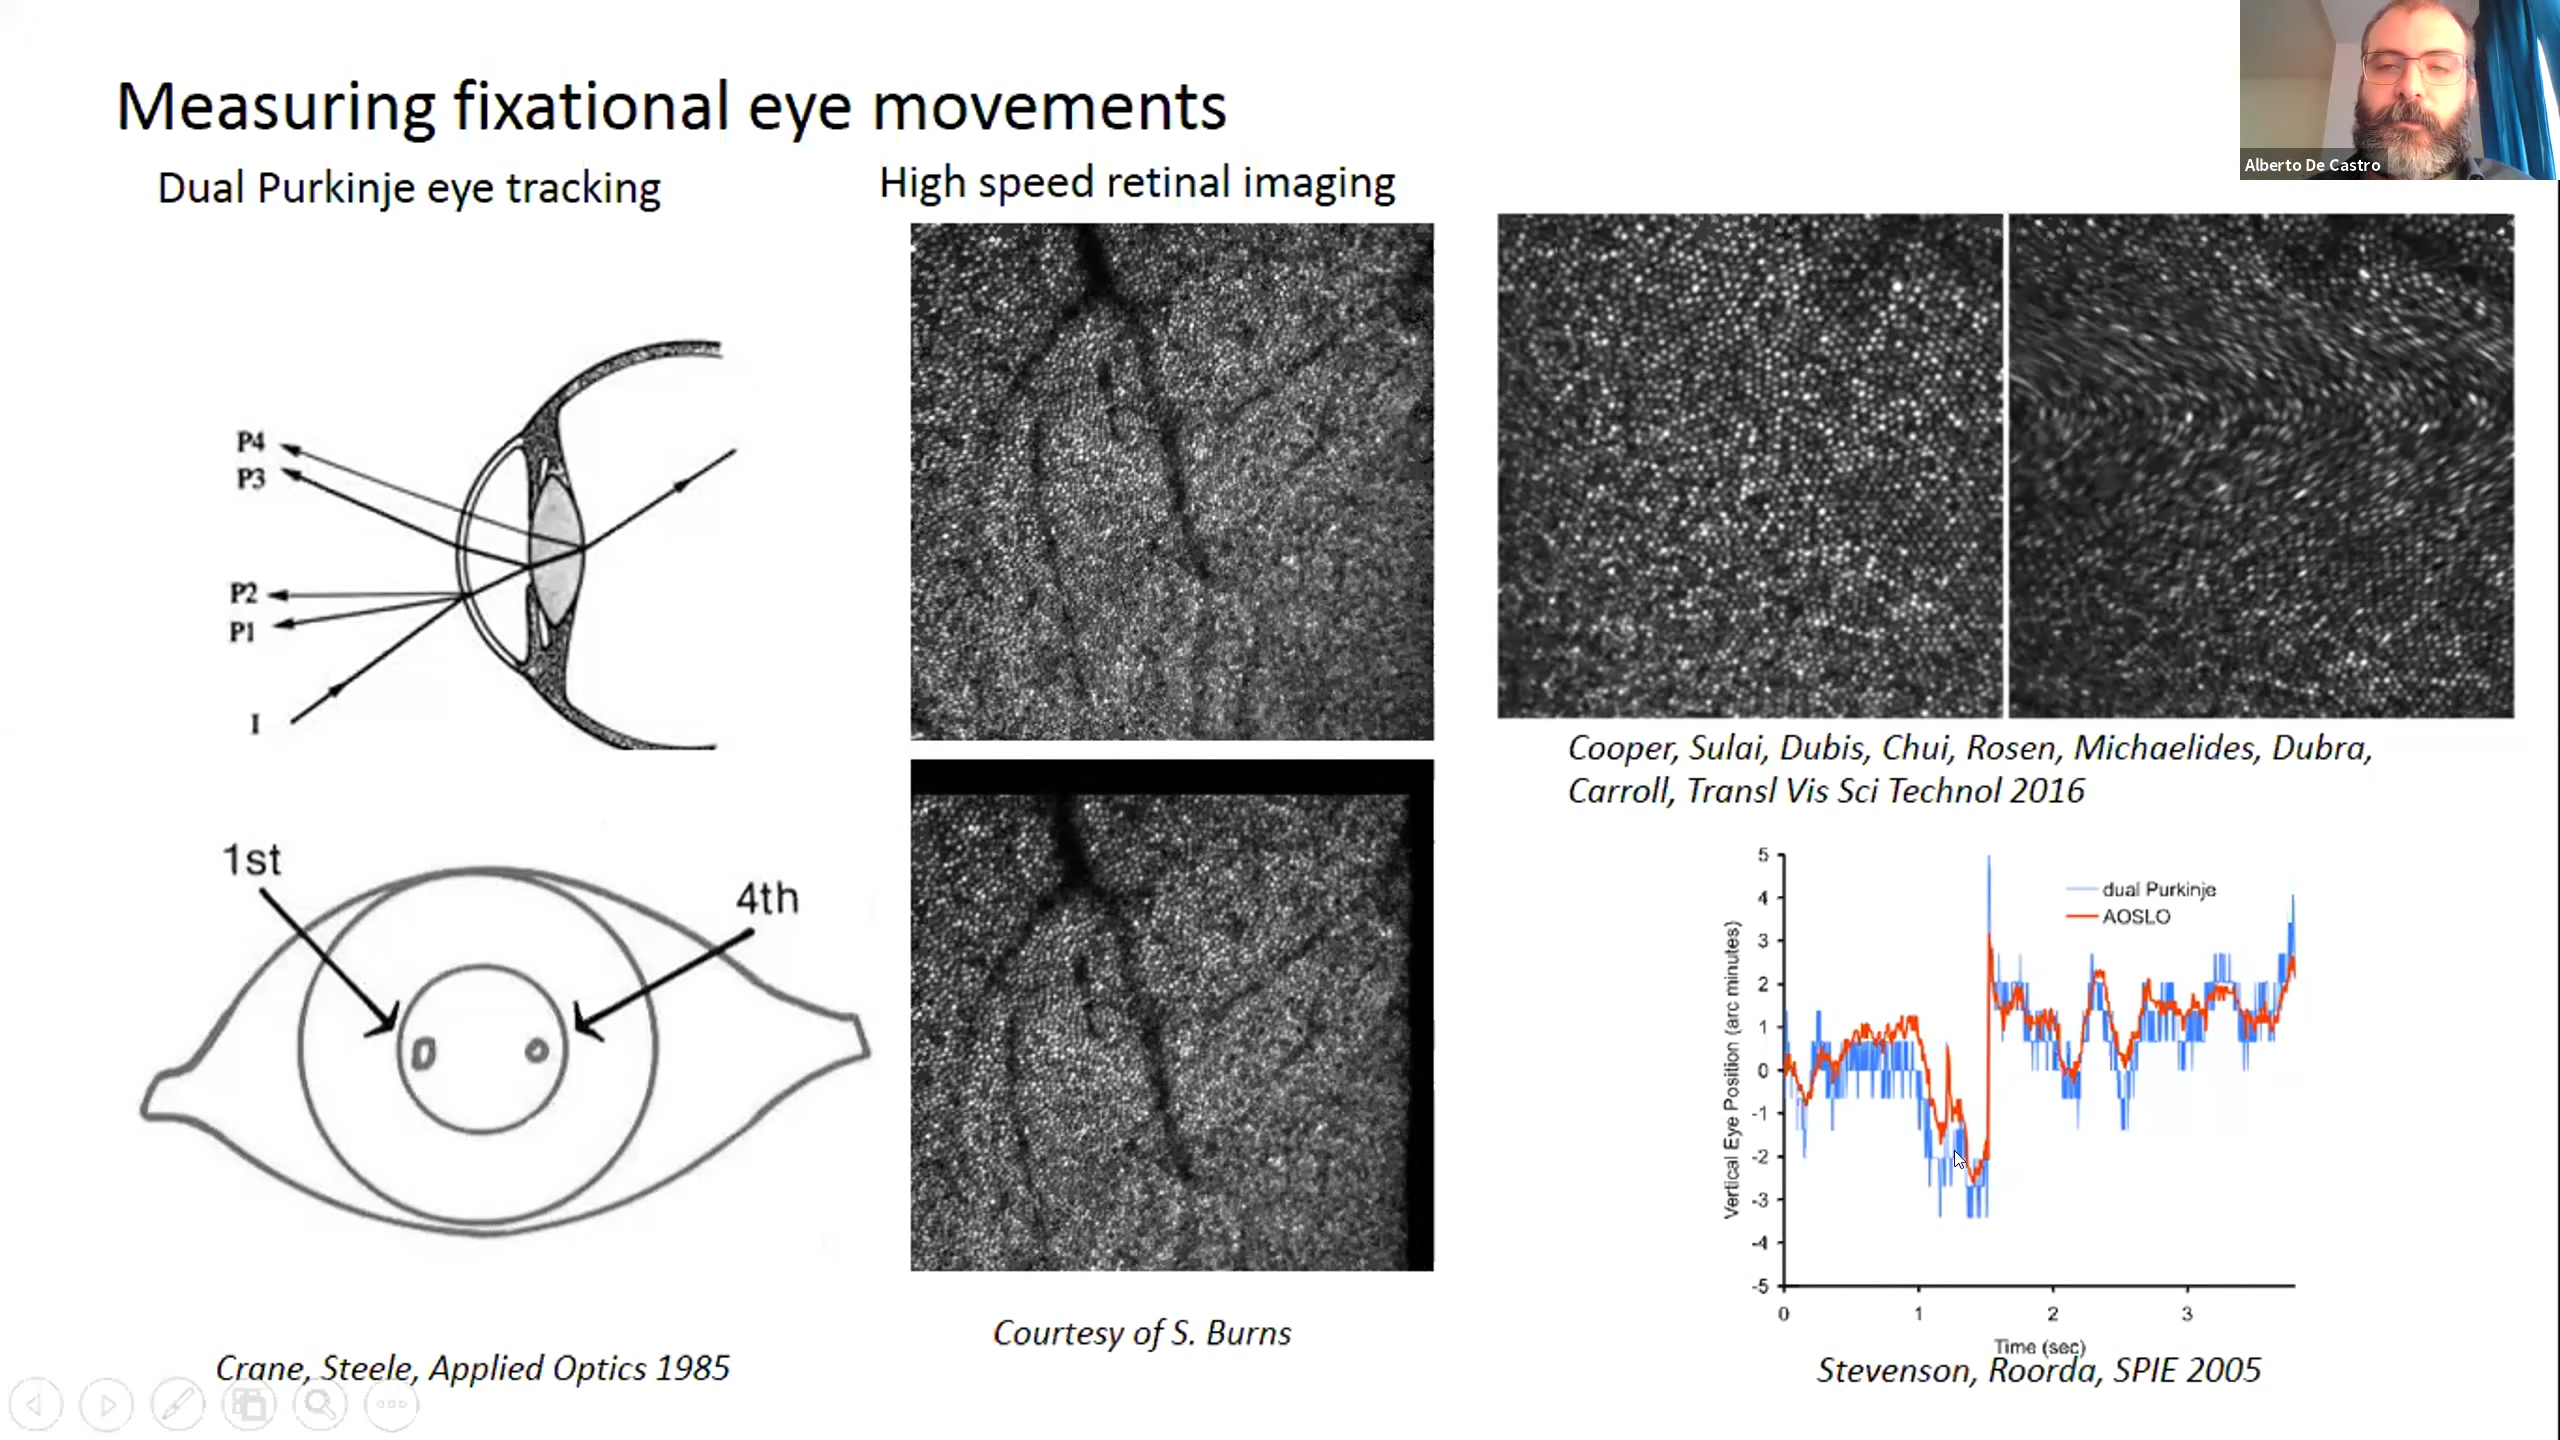 Measuring fixational eye movements
Alberto De Castro
Dual Purkinje eye tracking
P4
P3
P2
P1
I
1st
4th
Crane, Steele, Applied Optics 1985
High speed retinal imaging
Courtesy of S. Burns
Cooper, Sulai, Dubis, Chui, Rosen, Michaelides, Dubra,
Carroll, Transl Vis Sci Technol 2016
dual Purkinje
AOSLO
Vertical Eye Position (arc minutes)
5
4
3
2
1
0
-1
-2
-3
-4
-5
0 1 2 3
Time (sec)
Stevenson, Roorda, SPIE 2005